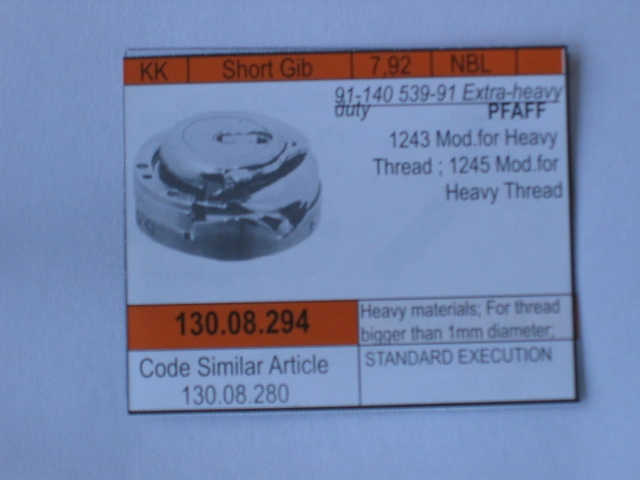 KK Short Gib 7,92 NBL
91-140 539-91 Extra-heavy
duty PFAFF
1243 Mod.for Heavy
Thread ; 1245 Mod.for
Heavy Thread
130.08.294
Heavy materials; For thread
bigger than 1mm diameter;
Code Similar Article
130.08.280
STANDARD EXECUTION